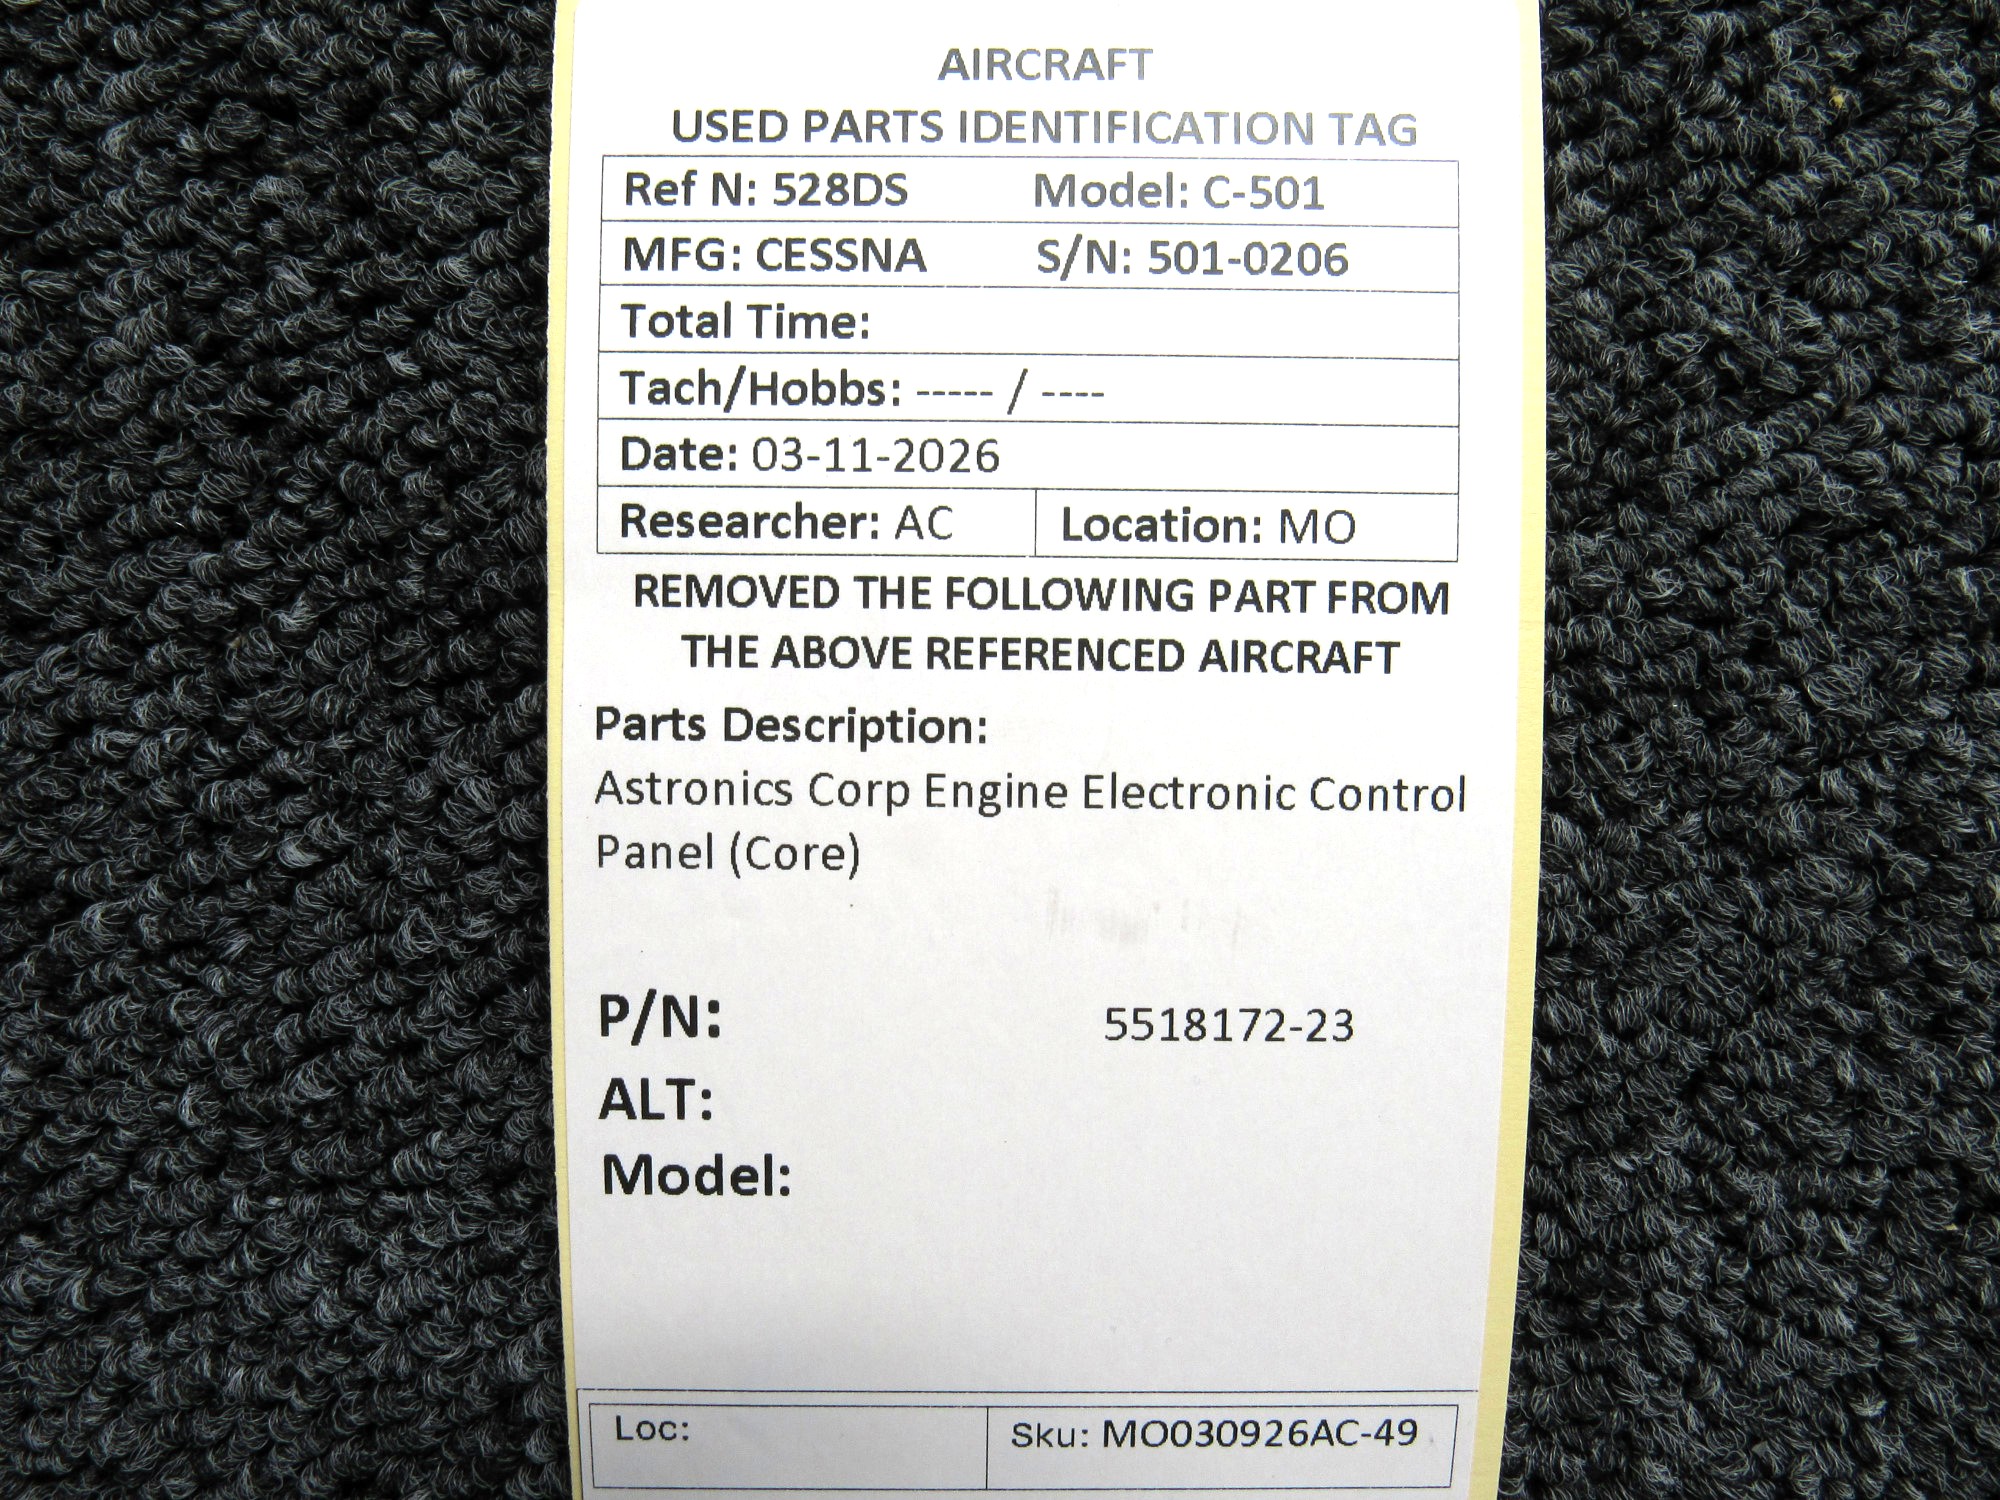 AIRCRAFT
USED PARTS IDENTIFICATION TAG
Ref N: 528DS Model: C-501
MFG: CESSNA S/N: 501-0206
Total Time:
Tach/Hobbs: ----- / ----
Date: 03-11-2026
Researcher: AC Location: MO
REMOVED THE FOLLOWING PART FROM
THE ABOVE REFERENCED AIRCRAFT
Parts Description:
Astronics Corp Engine Electronic Control
Panel (Core)
P/N: 5518172-23
ALT:
Model:
Loc: Sku: MO030926AC-49